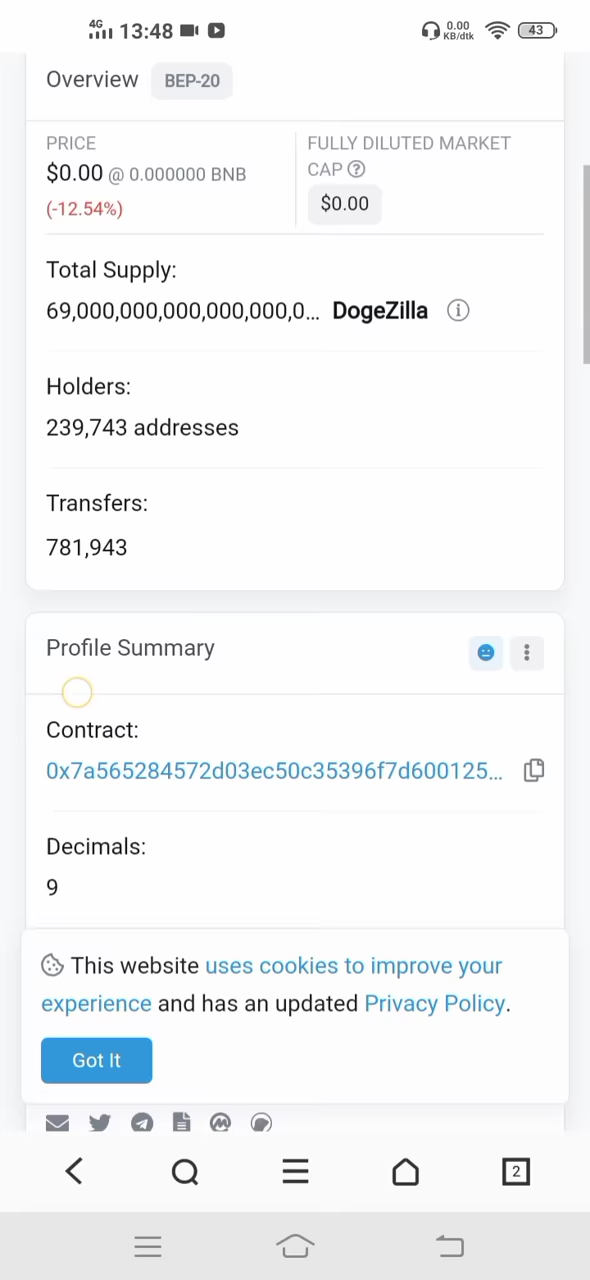 4G 13:48 0.00 KB/dtk 43
Overview BEP-20
PRICE
$0.00 @ 0.000000 BNB
(-12.54%)
FULLY DILUTED MARKET
CAP
$0.00
Total Supply:
69,000,000,000,000,000,0... DogeZilla
Holders:
239,743 addresses
Transfers:
781,943
Profile Summary
Contract:
0x7a565284572d03ec50c35396f7d600125...
Decimals:
9
This website uses cookies to improve your
experience and has an updated Privacy Policy.
Got It
2